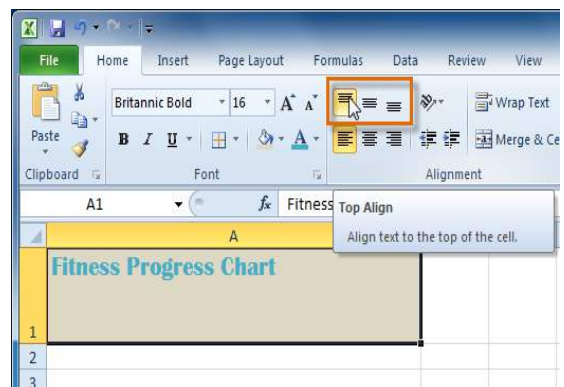 File Home Insert Page Layout Formulas Data Review View
Britannic Bold 16 A A Wrap Text
Paste B I U A Merge & Ce
Clipboard Font Alignment
A1 fx Fitness
Top Align
Align text to the top of the cell.
A
Fitness Progress Chart
1
2
3